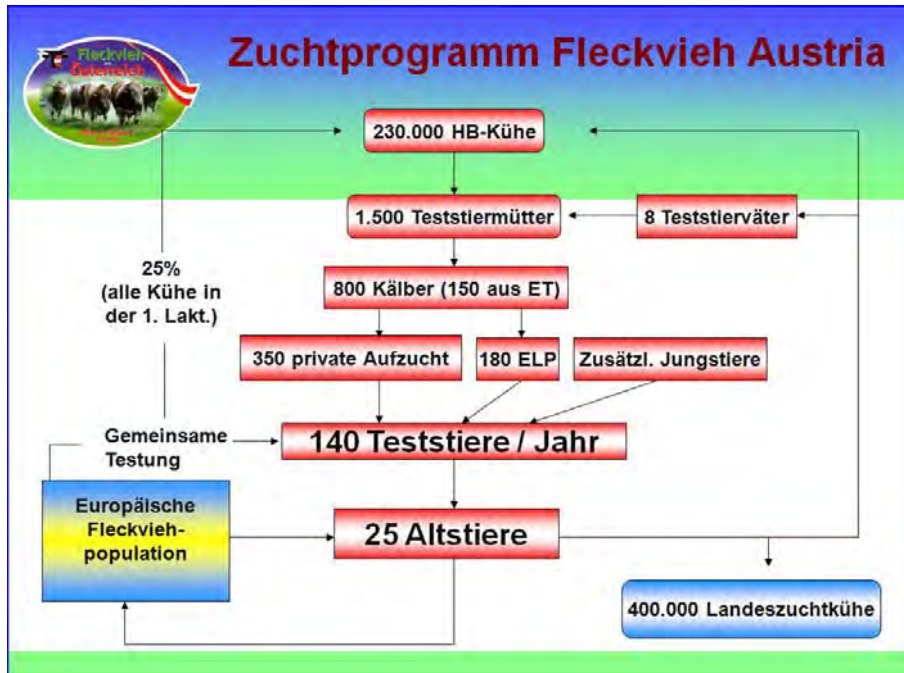 Fleckvieh
Österreich
Zuchtprogramm Fleckvieh Austria
230.000 HB-Kühe
1.500 Teststiermütter
8 Teststierväter
25%
(alle Kühe in
der 1. Lakt.)
800 Kälber (150 aus ET)
350 private Aufzucht
180 ELP
Zusätzl. Jungstiere
Gemeinsame
Testung
140 Teststiere / Jahr
Europäische
Fleckvieh-
population
25 Altstiere
400.000 Landeszuchtkühe